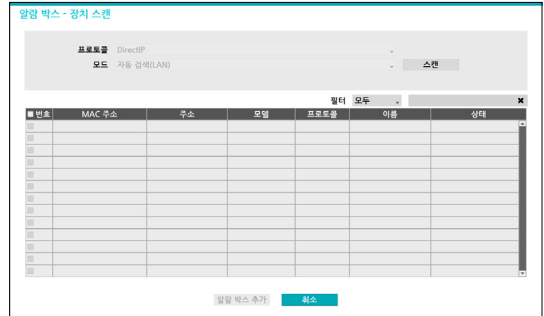 알람 박스 - 장치 스캔
프로토콜 DirectIP
모드 자동 검색(LAN) 스캔
필터 모두
번호 MAC 주소 주소 모델 프로토콜 이름 상태
알람 박스 추가 취소